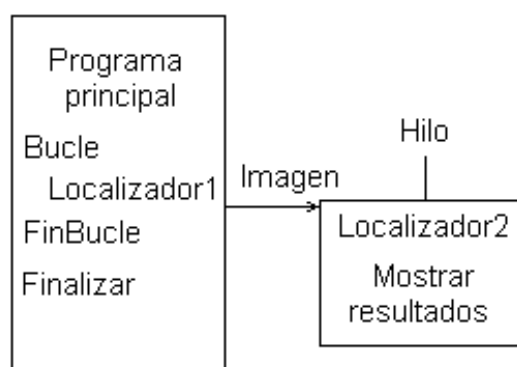 Programa
principal
Bucle
Localizador1
FinBucle
Finalizar
Imagen
Hilo
Localizador2
Mostrar
resultados